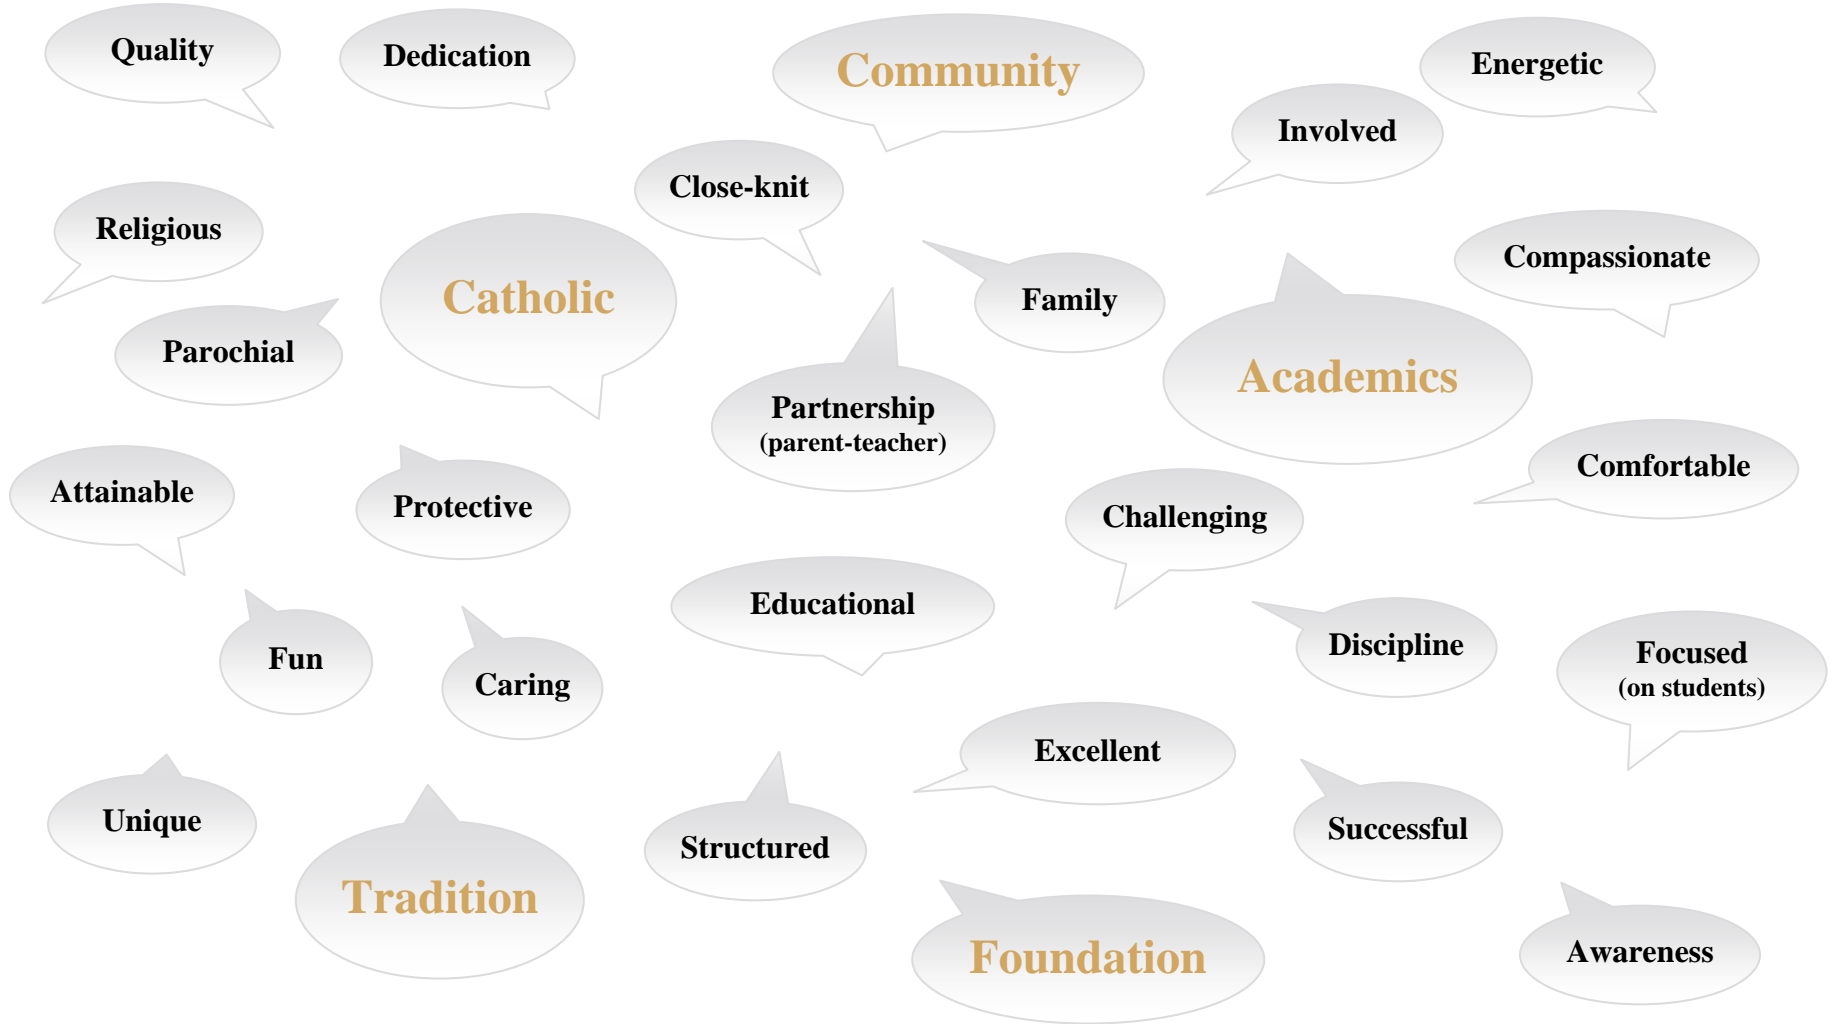 Quality
Dedication
Community
Energetic
Involved
Close-knit
Religious
Catholic
Family
Compassionate
Parochial
Academics
Partnership
(parent-teacher)
Attainable
Protective
Comfortable
Challenging
Educational
Fun
Caring
Discipline
Focused
(on students)
Excellent
Unique
Structured
Successful
Tradition
Foundation
Awareness